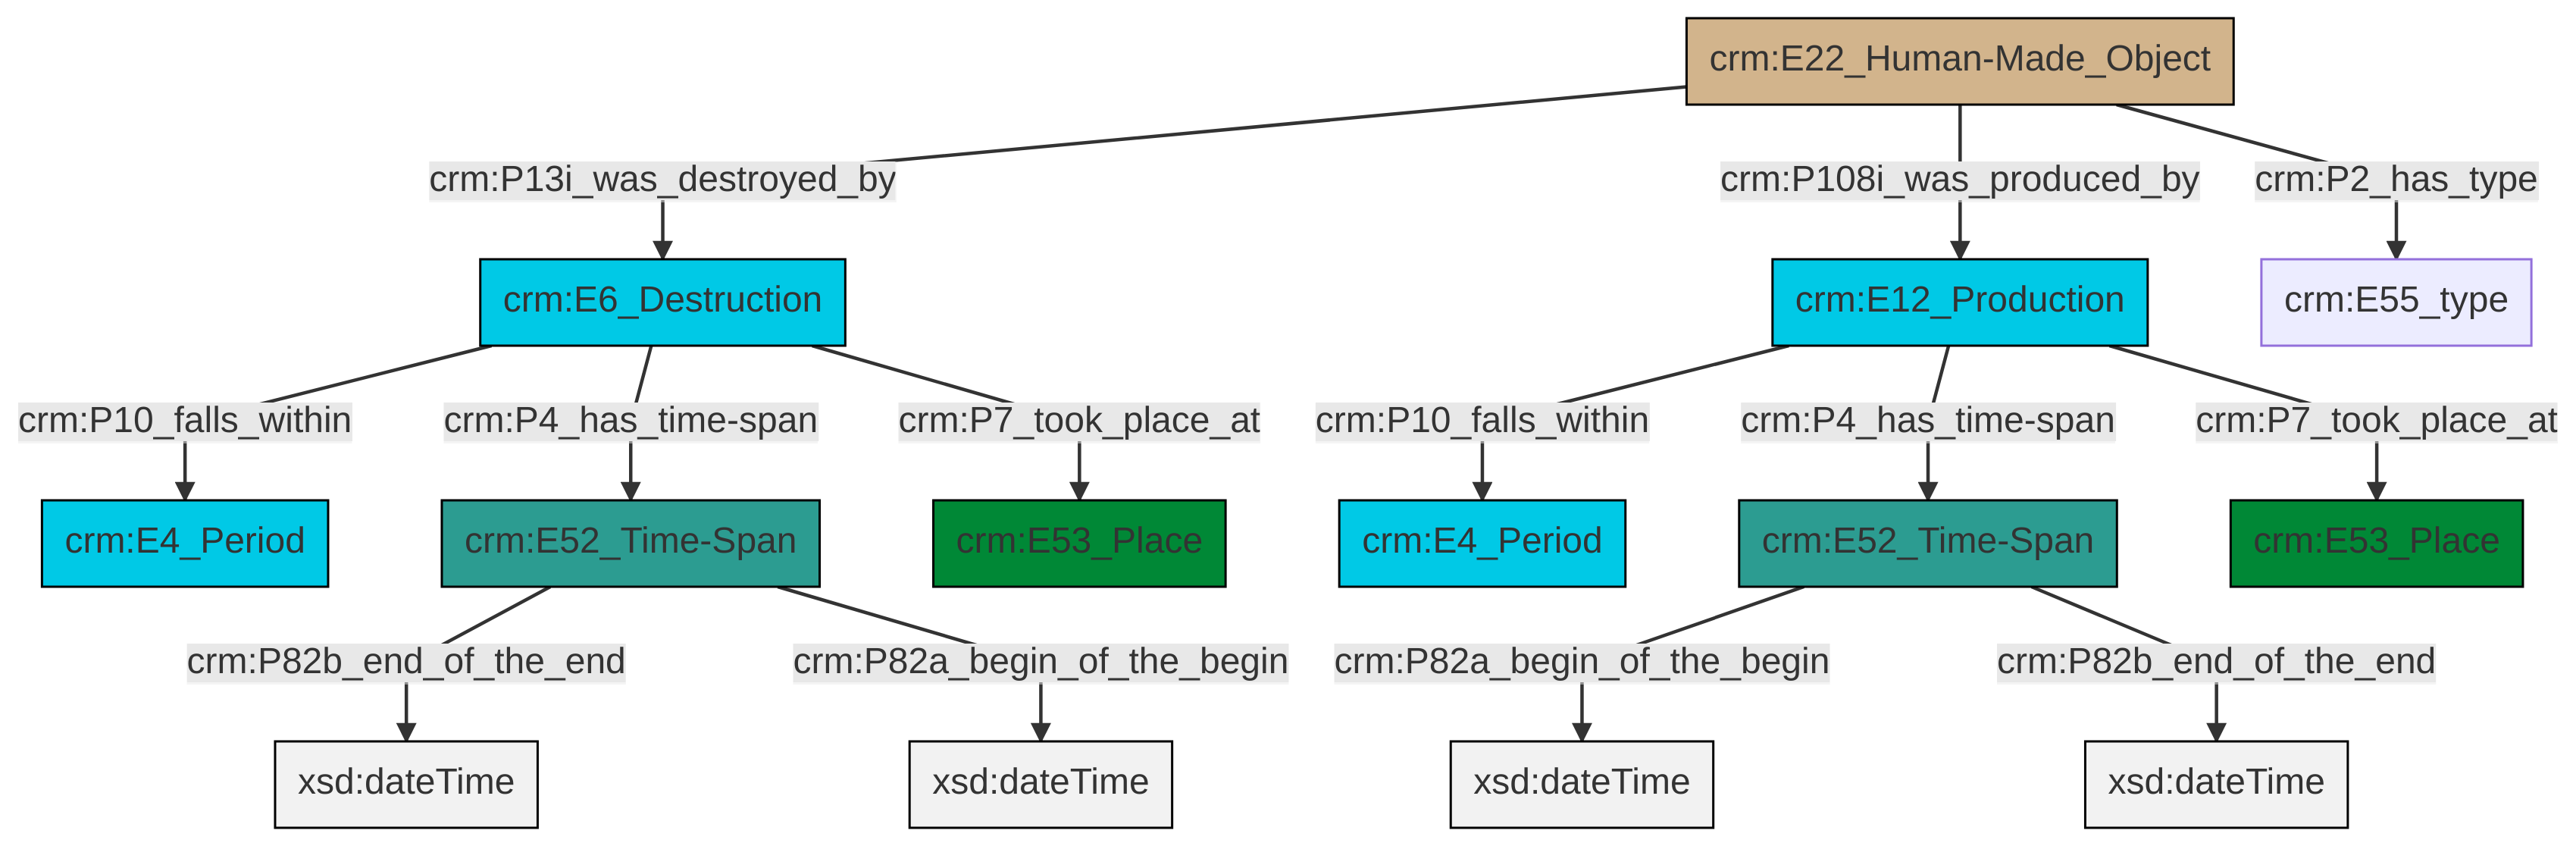 crm:E22_Human-Made_Object
crm:P13i_was_destroyed_by
crm:P108i_was_produced_by
crm:P2_has_type
crm:E6_Destruction
crm:E12_Production
crm:E55_type
crm:P10_falls_within
crm:P4_has_time-span
crm:P7_took_place_at
crm:P10_falls_within
crm:P4_has_time-span
crm:P7_took_place_at
crm:E4_Period
crm:E52_Time-Span
crm:E53_Place
crm:E4_Period
crm:E52_Time-Span
crm:E53_Place
crm:P82b_end_of_the_end
crm:P82a_begin_of_the_begin
crm:P82a_begin_of_the_begin
crm:P82b_end_of_the_end
xsd:dateTime
xsd:dateTime
xsd:dateTime
xsd:dateTime